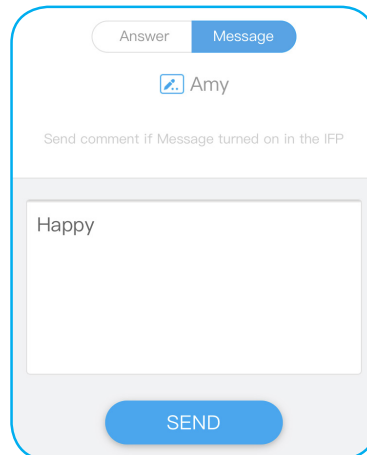 Answer Message
Amy
Send comment if Message turned on in the IFP
Happy
SEND